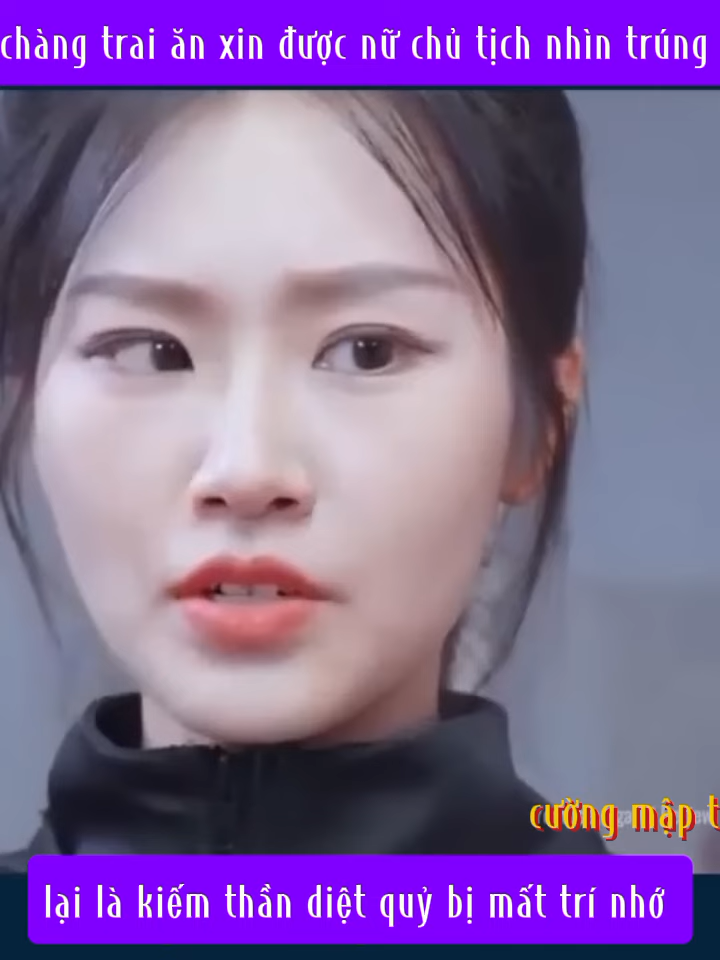 chàng trai ăn xin được nữ chủ tịch nhìn trúng
cường mập
lại là kiếm thần diệt quỷ bị mất trí nhớ